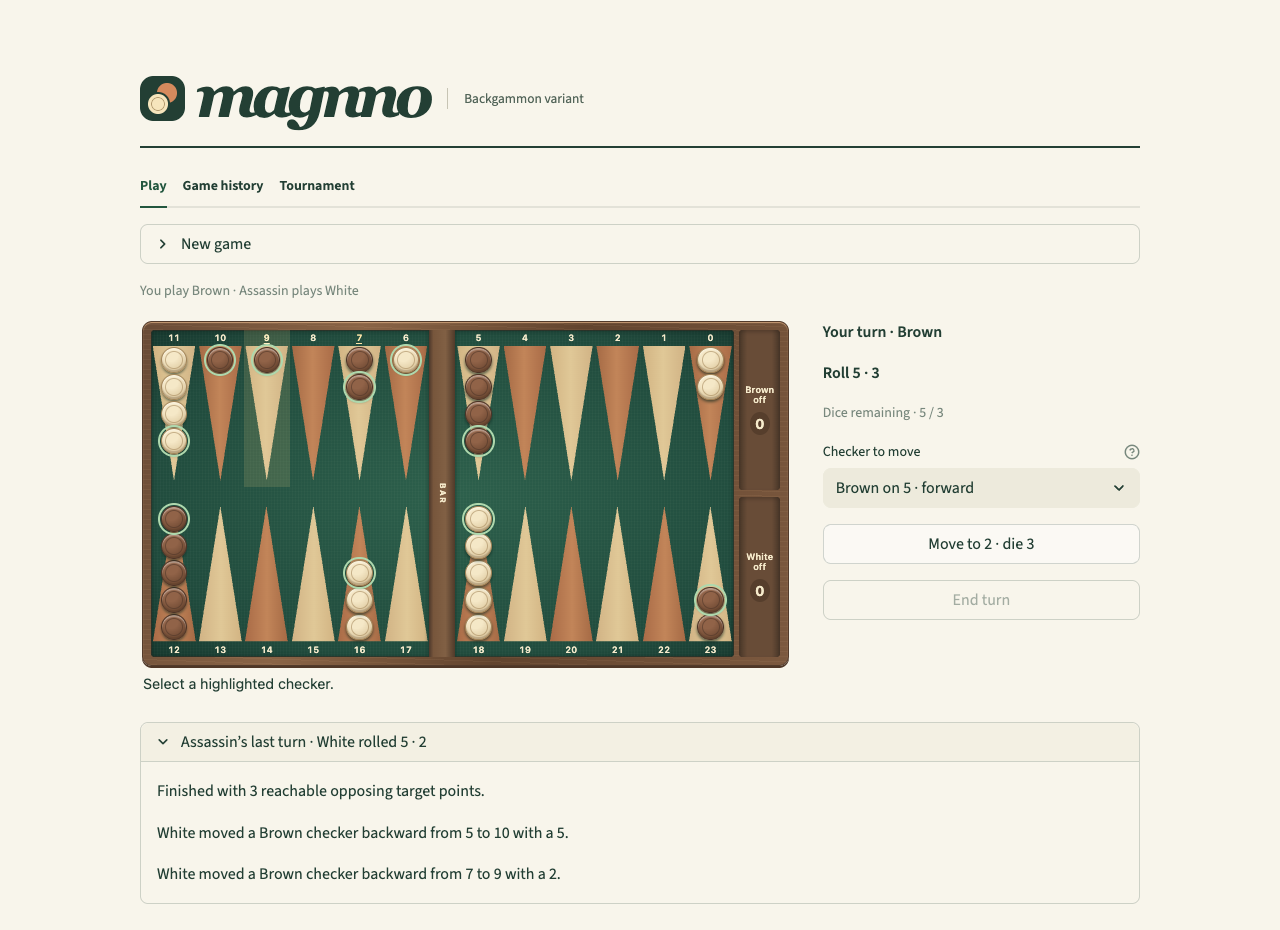 magnno
Backgammon variant
Play Game history Tournament
New game
You play Brown · Assassin plays White
11 10 9 8 7 6 5 4 3 2 1 0
Brown
off
0
BAR
White
off
0
12 13 14 15 16 17 18 19 20 21 22 23
Select a highlighted checker.
Your turn · Brown
Roll 5 · 3
Dice remaining · 5 / 3
Checker to move
Brown on 5 · forward
Move to 2 · die 3
End turn
Assassin’s last turn · White rolled 5 · 2
Finished with 3 reachable opposing target points.
White moved a Brown checker backward from 5 to 10 with a 5.
White moved a Brown checker backward from 7 to 9 with a 2.